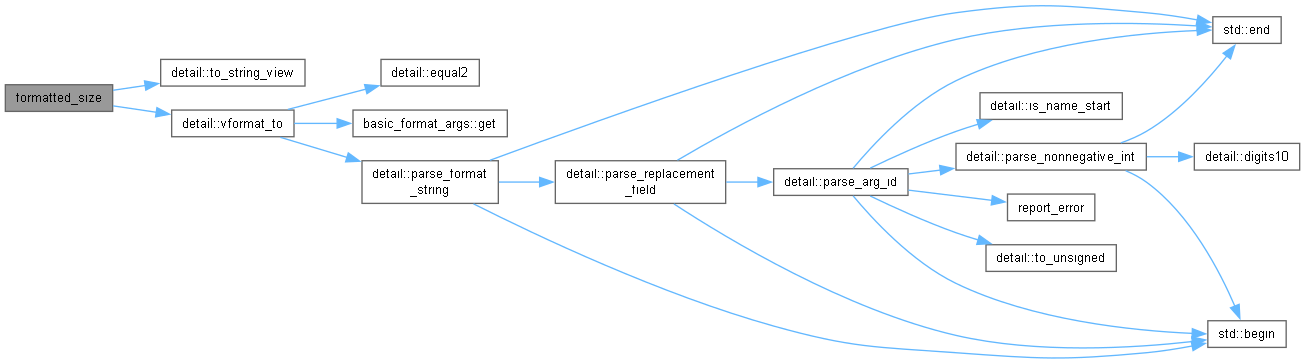 formatted_size
detail::to_string_view
detail::vformat_to
detail::equal2
basic_format_args::get
detail::parse_format
_string
detail::parse_replacement
_field
detail::parse_arg_id
std::end
detail::is_name_start
detail::parse_nonnegative_int
detail::digits10
report_error
detail::to_unsigned
std::begin